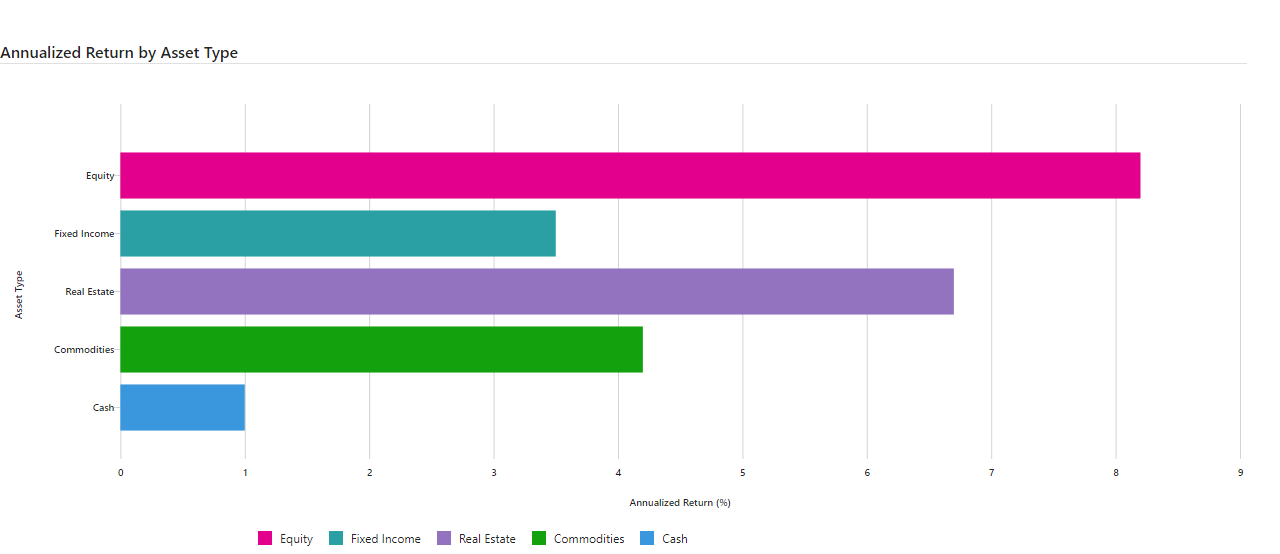 Annualized Return by Asset Type
Equity
Fixed Income
Real Estate
Commodities
Cash
Asset Type
0 1 2 3 4 5 6 7 8 9
Annualized Return (%)
Equity Fixed Income Real Estate Commodities Cash